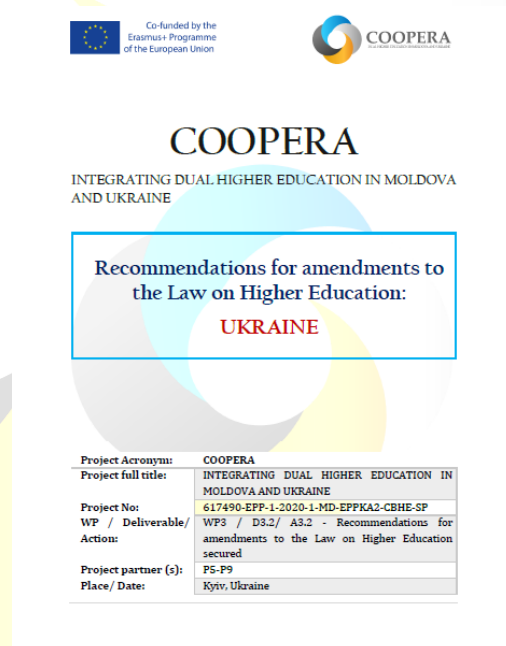 Co-funded by the
Erasmus+ Programme
of the European Union
COOPERA
COOPERA
INTEGRATING DUAL HIGHER EDUCATION IN MOLDOVA
AND UKRAINE
Recommendations for amendments to
the Law on Higher Education:
UKRAINE
Project Acronym: COOPERA
Project full title: INTEGRATING DUAL HIGHER EDUCATION IN
MOLDOVA AND UKRAINE
Project No: 617490-EPP-1-2020-1-MD-EPPKA2-CBHE-SP
WP / Deliverable/ WP3 / D3.2/ A3.2 - Recommendations for
Action: amendments to the Law on Higher Education
secured
Project partner (s): P5-P9
Place/ Date: Kyiv, Ukraine